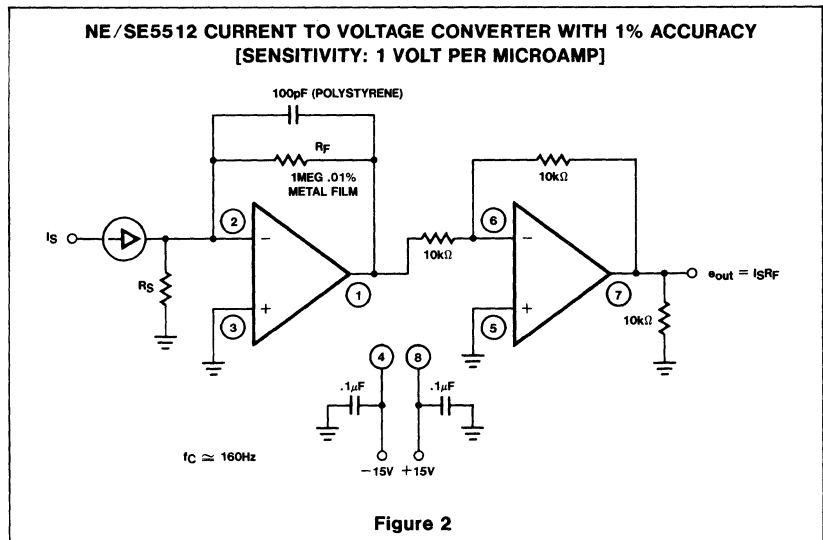 NE/SE5512 CURRENT TO VOLTAGE CONVERTER WITH 1% ACCURACY
[SENSITIVITY: 1 VOLT PER MICROAMP]
100pF (POLYSTYRENE)
RF
1MEG .01%
METAL FILM
10kΩ
IS
2
−
6
−
RS
10kΩ
1
7
eout = ISRF
3
+
5
+
10kΩ
4
8
.1μF
.1μF
fC ≃ 160Hz
−15V
+15V
Figure 2